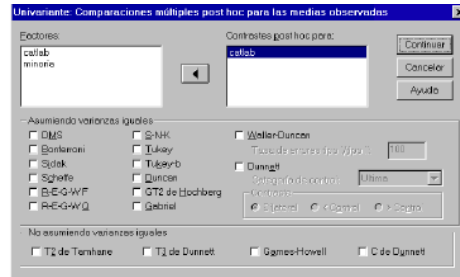 Univariante: Comparaciones múltiples post hoc para las medias observadas
Factores:
catlab
minoria
Contrastes post hoc para:
catlab
Continuar
Cancelar
Ayuda
Asumiendo varianzas iguales
DMS
Bonferroni
Sidak
Scheffe
R-E-G-W-F
R-E-G-W-Q
S-N-K
Tukey
Tukey-b
Duncan
GT2 de Hochberg
Gabriel
Waller-Duncan
100
Dunnett
Categoría de control:
Última
Contraste
Bilateral
< Control
> Control
No asumiendo varianzas iguales
T2 de Tamhane
T3 de Dunnett
Games-Howell
C de Dunnett